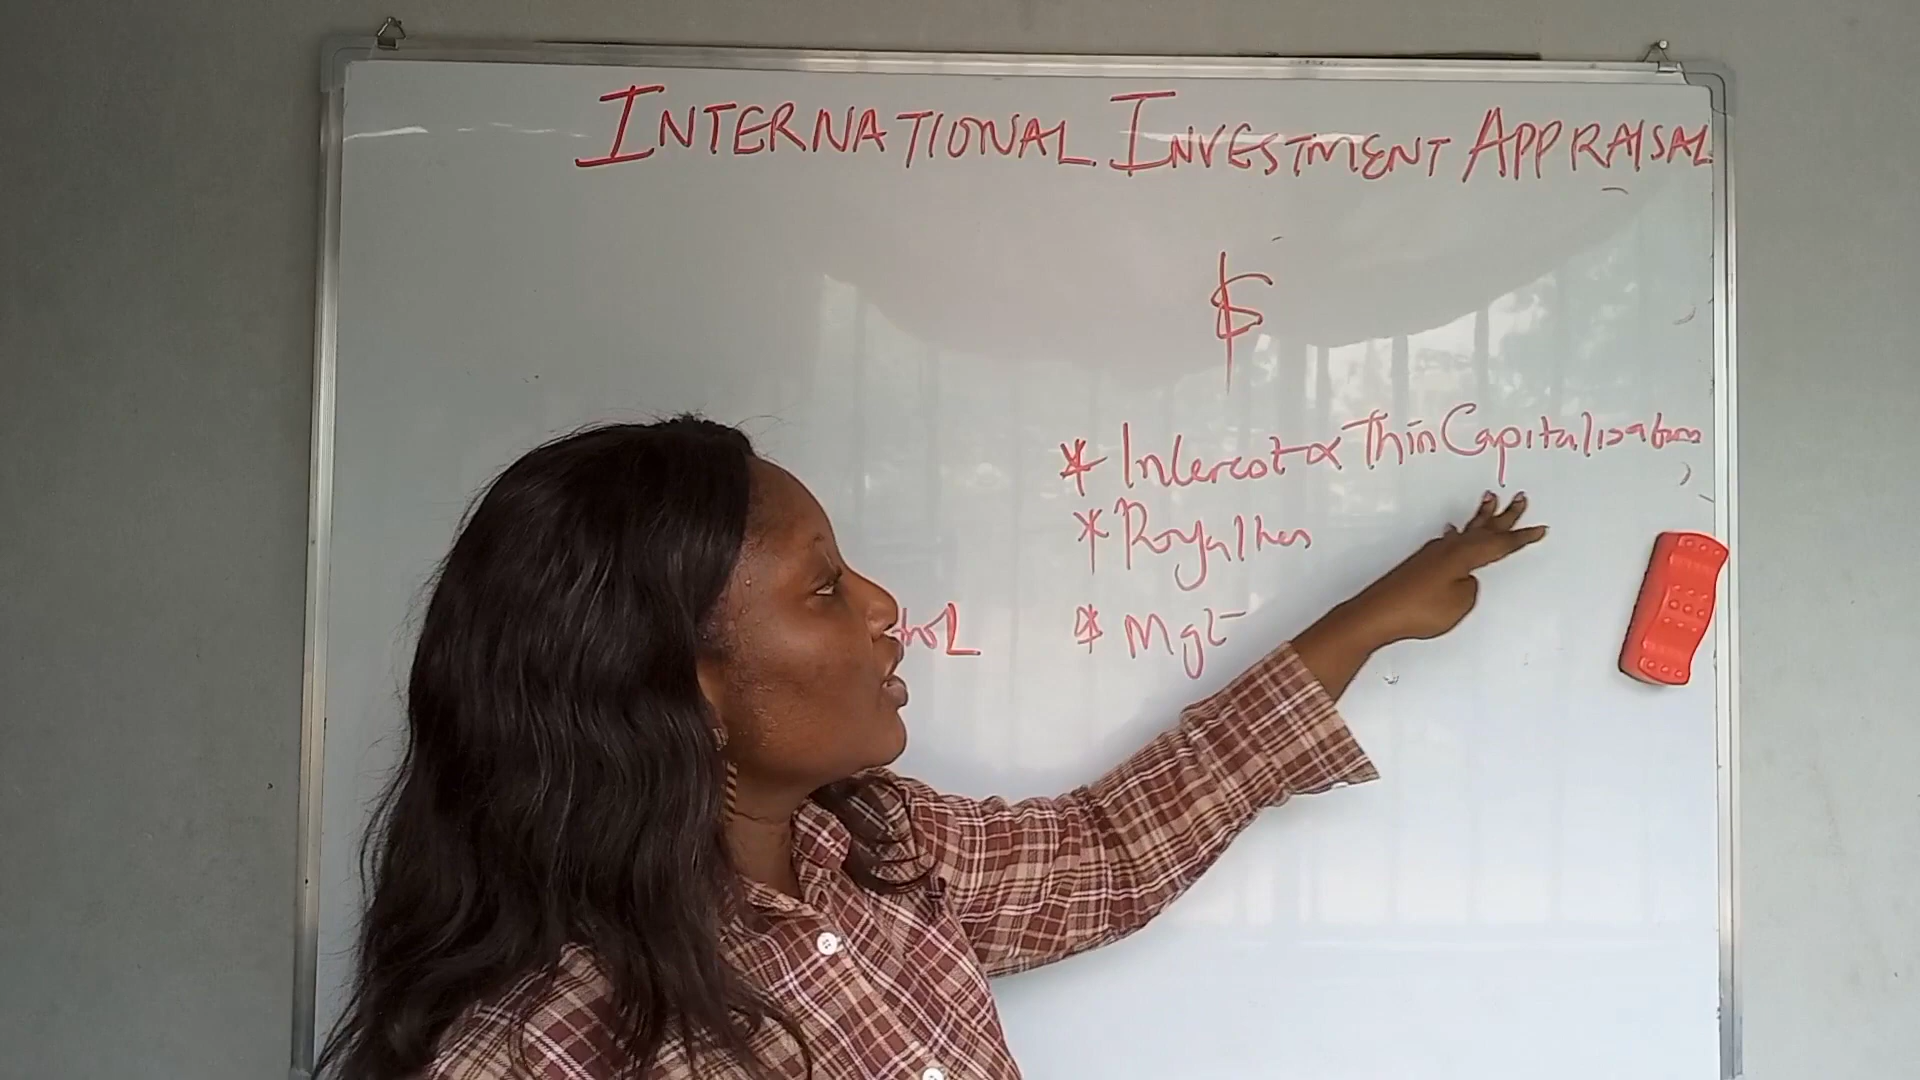 INTERNATIONAL INVESTMENT APPRAISAL
$
* Interest & Thin Capitalisation
* Royalties
* Mgt